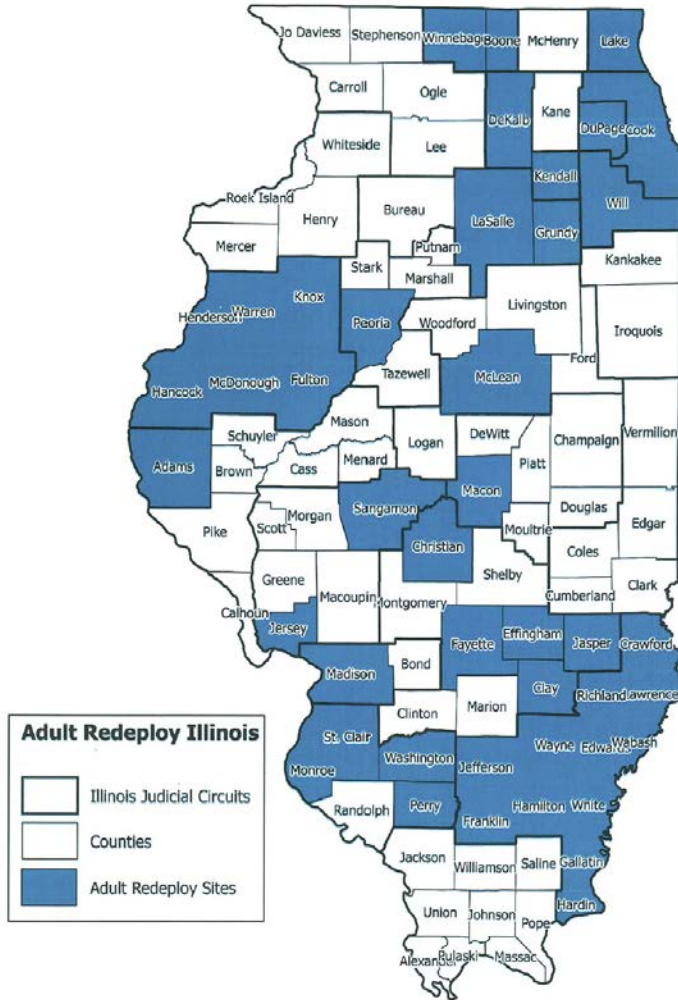 Jo Daviess
Stephenson
Winnebago
Boone
McHenry
Lake
Carroll
Ogle
DeKalb
Kane
DuPage
Cook
Whiteside
Lee
Kendall
Will
Rock Island
Henry
Bureau
LaSalle
Grundy
Mercer
Putnam
Kankakee
Stark
Marshall
Knox
Warren
Henderson
Peoria
Woodford
Livingston
Iroquois
Ford
Hancock
McDonough
Fulton
Tazewell
McLean
Schuyler
Mason
Logan
DeWitt
Champaign
Vermilion
Adams
Brown
Cass
Menard
Piatt
Macon
Sangamon
Douglas
Pike
Scott
Morgan
Christian
Moultrie
Edgar
Coles
Greene
Macoupin
Montgomery
Shelby
Cumberland
Clark
Calhoun
Jersey
Fayette
Effingham
Jasper
Crawford
Madison
Bond
Clay
Richland
Lawrence
Clinton
Marion
St. Clair
Washington
Wayne
Edwards
Wabash
Monroe
Jefferson
Randolph
Perry
Franklin
Hamilton
White
Jackson
Williamson
Saline
Gallatin
Hardin
Union
Johnson
Pope
Alexander
Pulaski
Massac
Adult Redeploy Illinois
Illinois Judicial Circuits
Counties
Adult Redeploy Sites